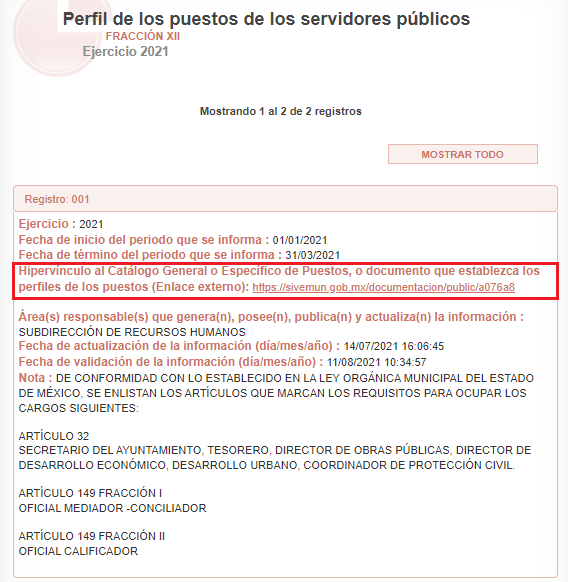 Perfil de los puestos de los servidores públicos
FRACCIÓN XII
Ejercicio 2021
Mostrando 1 al 2 de 2 registros
MOSTRAR TODO
Registro: 001
Ejercicio : 2021
Fecha de inicio del periodo que se informa : 01/01/2021
Fecha de término del periodo que se informa : 31/03/2021
Hipervínculo al Catálogo General o Específico de Puestos, o documento que establezca los
perfiles de los puestos (Enlace externo): https://sivemun.gob.mx/documentacion/public/a076a8
Área(s) responsable(s) que genera(n), posee(n), publica(n) y actualiza(n) la información :
SUBDIRECCIÓN DE RECURSOS HUMANOS
Fecha de actualización de la información (día/mes/año) : 14/07/2021 16:06:45
Fecha de validación de la información (día/mes/año) : 11/08/2021 10:34:57
Nota : DE CONFORMIDAD CON LO ESTABLECIDO EN LA LEY ORGÁNICA MUNICIPAL DEL ESTADO
DE MÉXICO, SE ENLISTAN LOS ARTÍCULOS QUE MARCAN LOS REQUISITOS PARA OCUPAR LOS
CARGOS SIGUIENTES:
ARTÍCULO 32
SECRETARIO DEL AYUNTAMIENTO, TESORERO, DIRECTOR DE OBRAS PÚBLICAS, DIRECTOR DE
DESARROLLO ECONÓMICO, DESARROLLO URBANO, COORDINADOR DE PROTECCIÓN CIVIL.
ARTÍCULO 149 FRACCIÓN I
OFICIAL MEDIADOR -CONCILIADOR
ARTÍCULO 149 FRACCIÓN II
OFICIAL CALIFICADOR